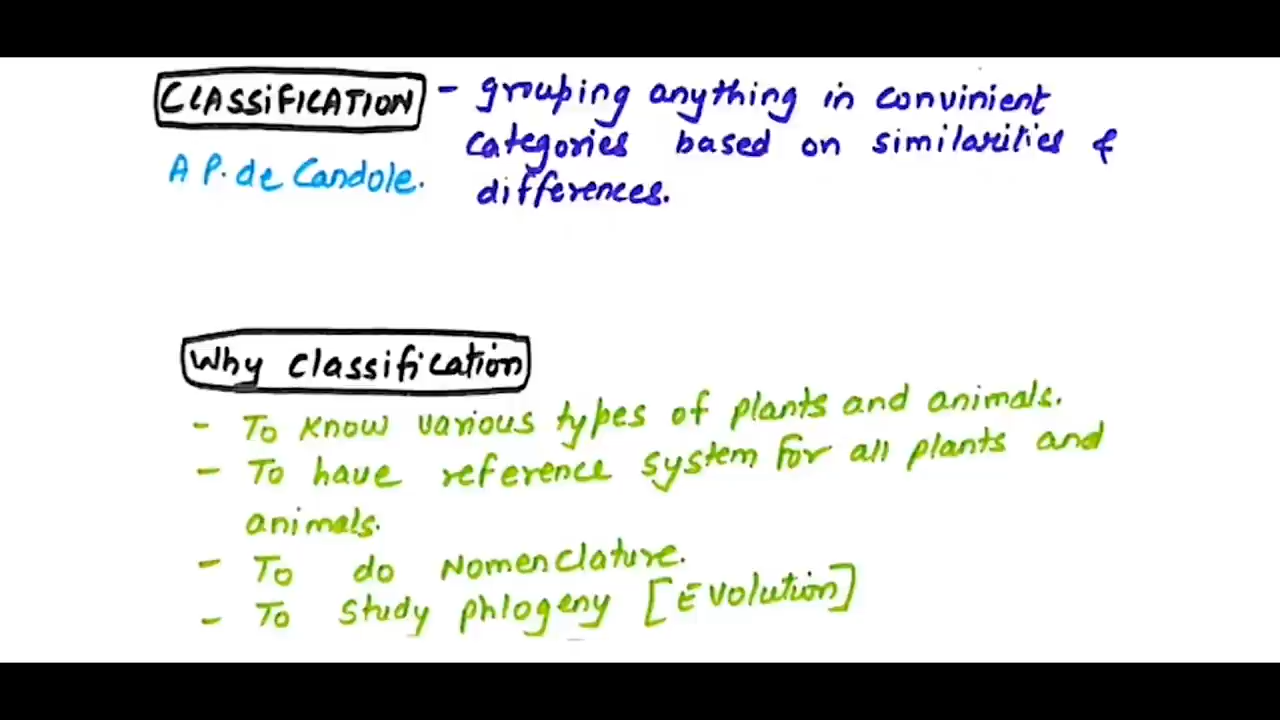 CLASSIFICATION - grouping anything in convinient
categories based on similarities &
A P. de Candole.
differences.
Why classification
- To know various types of plants and animals.
- To have reference system for all plants and
animals.
- To do Nomenclature.
- To study phlogeny [Evolution]